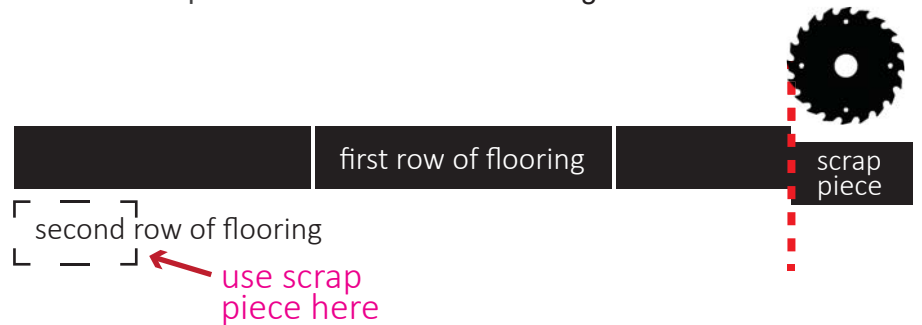 first row of flooring
scrap
piece
second row of flooring
use scrap
piece here